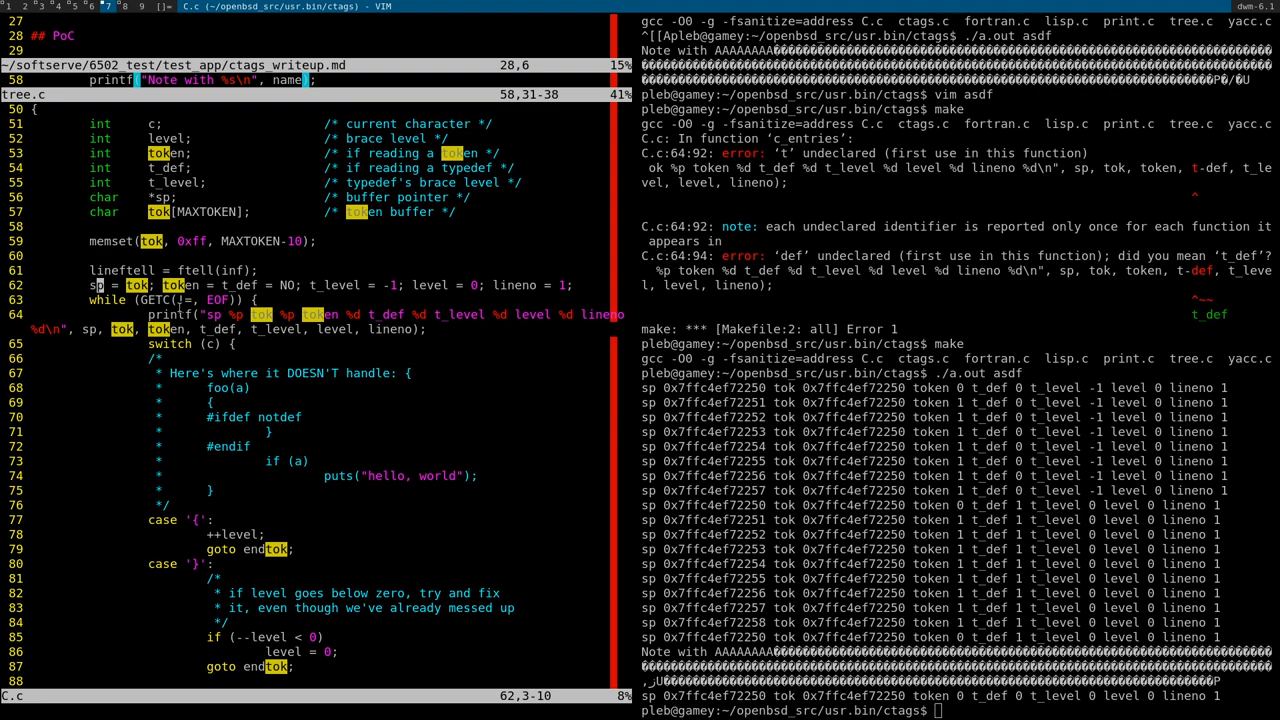 1 2 3 4 5 6 7 8 9 []= C.c (~/openbsd_src/usr.bin/ctags) - VIM dwm-6.1
27
28 ## PoC
29
~/softserve/6502_test/test_app/ctags_writeup.md 28,6 15%
58 printf("Note with %s\n", name);
tree.c 58,31-38 41%
50 {
51 int c; /* current character */
52 int level; /* brace level */
53 int token; /* if reading a token */
54 int t_def; /* if reading a typedef */
55 int t_level; /* typedef's brace level */
56 char *sp; /* buffer pointer */
57 char tok[MAXTOKEN]; /* token buffer */
58
59 memset(tok, 0xff, MAXTOKEN-10);
60
61 lineftell = ftell(inf);
62 sp = tok; token = t_def = NO; t_level = -1; level = 0; lineno = 1;
63 while (GETC(!=, EOF)) {
64 printf("sp %p tok %p token %d t_def %d t_level %d level %d lineno
%d\n", sp, tok, token, t_def, t_level, level, lineno);
65 switch (c) {
66 /*
67 * Here's where it DOESN'T handle: {
68 * foo(a)
69 * {
70 * #ifdef notdef
71 * }
72 * #endif
73 * if (a)
74 * puts("hello, world");
75 * }
76 */
77 case '{':
78 ++level;
79 goto endtok;
80 case '}':
81 /*
82 * if level goes below zero, try and fix
83 * it, even though we've already messed up
84 */
85 if (--level < 0)
86 level = 0;
87 goto endtok;
88
C.c 62,3-10 8%
gcc -O0 -g -fsanitize=address C.c ctags.c fortran.c lisp.c print.c tree.c yacc.c
^[[Apleb@gamey:~/openbsd_src/usr.bin/ctags$ ./a.out asdf
Note with AAAAAAAA
P�/�U
pleb@gamey:~/openbsd_src/usr.bin/ctags$ vim asdf
pleb@gamey:~/openbsd_src/usr.bin/ctags$ make
gcc -O0 -g -fsanitize=address C.c ctags.c fortran.c lisp.c print.c tree.c yacc.c
C.c: In function ‘c_entries’:
C.c:64:92: error: ‘t’ undeclared (first use in this function)
ok %p token %d t_def %d t_level %d level %d lineno %d\n", sp, tok, token, t-def, t_le
vel, level, lineno);
^
C.c:64:92: note: each undeclared identifier is reported only once for each function it
appears in
C.c:64:94: error: ‘def’ undeclared (first use in this function); did you mean ‘t_def’?
%p token %d t_def %d t_level %d level %d lineno %d\n", sp, tok, token, t-def, t_leve
l, level, lineno);
^~~
t_def
make: *** [Makefile:2: all] Error 1
pleb@gamey:~/openbsd_src/usr.bin/ctags$ make
gcc -O0 -g -fsanitize=address C.c ctags.c fortran.c lisp.c print.c tree.c yacc.c
pleb@gamey:~/openbsd_src/usr.bin/ctags$ ./a.out asdf
sp 0x7ffc4ef72250 tok 0x7ffc4ef72250 token 0 t_def 0 t_level -1 level 0 lineno 1
sp 0x7ffc4ef72251 tok 0x7ffc4ef72250 token 1 t_def 0 t_level -1 level 0 lineno 1
sp 0x7ffc4ef72252 tok 0x7ffc4ef72250 token 1 t_def 0 t_level -1 level 0 lineno 1
sp 0x7ffc4ef72253 tok 0x7ffc4ef72250 token 1 t_def 0 t_level -1 level 0 lineno 1
sp 0x7ffc4ef72254 tok 0x7ffc4ef72250 token 1 t_def 0 t_level -1 level 0 lineno 1
sp 0x7ffc4ef72255 tok 0x7ffc4ef72250 token 1 t_def 0 t_level -1 level 0 lineno 1
sp 0x7ffc4ef72256 tok 0x7ffc4ef72250 token 1 t_def 0 t_level -1 level 0 lineno 1
sp 0x7ffc4ef72257 tok 0x7ffc4ef72250 token 1 t_def 0 t_level -1 level 0 lineno 1
sp 0x7ffc4ef72250 tok 0x7ffc4ef72250 token 0 t_def 1 t_level 0 level 0 lineno 1
sp 0x7ffc4ef72251 tok 0x7ffc4ef72250 token 1 t_def 1 t_level 0 level 0 lineno 1
sp 0x7ffc4ef72252 tok 0x7ffc4ef72250 token 1 t_def 1 t_level 0 level 0 lineno 1
sp 0x7ffc4ef72253 tok 0x7ffc4ef72250 token 1 t_def 1 t_level 0 level 0 lineno 1
sp 0x7ffc4ef72254 tok 0x7ffc4ef72250 token 1 t_def 1 t_level 0 level 0 lineno 1
sp 0x7ffc4ef72255 tok 0x7ffc4ef72250 token 1 t_def 1 t_level 0 level 0 lineno 1
sp 0x7ffc4ef72256 tok 0x7ffc4ef72250 token 1 t_def 1 t_level 0 level 0 lineno 1
sp 0x7ffc4ef72257 tok 0x7ffc4ef72250 token 1 t_def 1 t_level 0 level 0 lineno 1
sp 0x7ffc4ef72258 tok 0x7ffc4ef72250 token 1 t_def 1 t_level 0 level 0 lineno 1
sp 0x7ffc4ef72250 tok 0x7ffc4ef72250 token 0 t_def 1 t_level 0 level 0 lineno 1
Note with AAAAAAAA
sp 0x7ffc4ef72250 tok 0x7ffc4ef72250 token 0 t_def 0 t_level 0 level 0 lineno 1
pleb@gamey:~/openbsd_src/usr.bin/ctags$